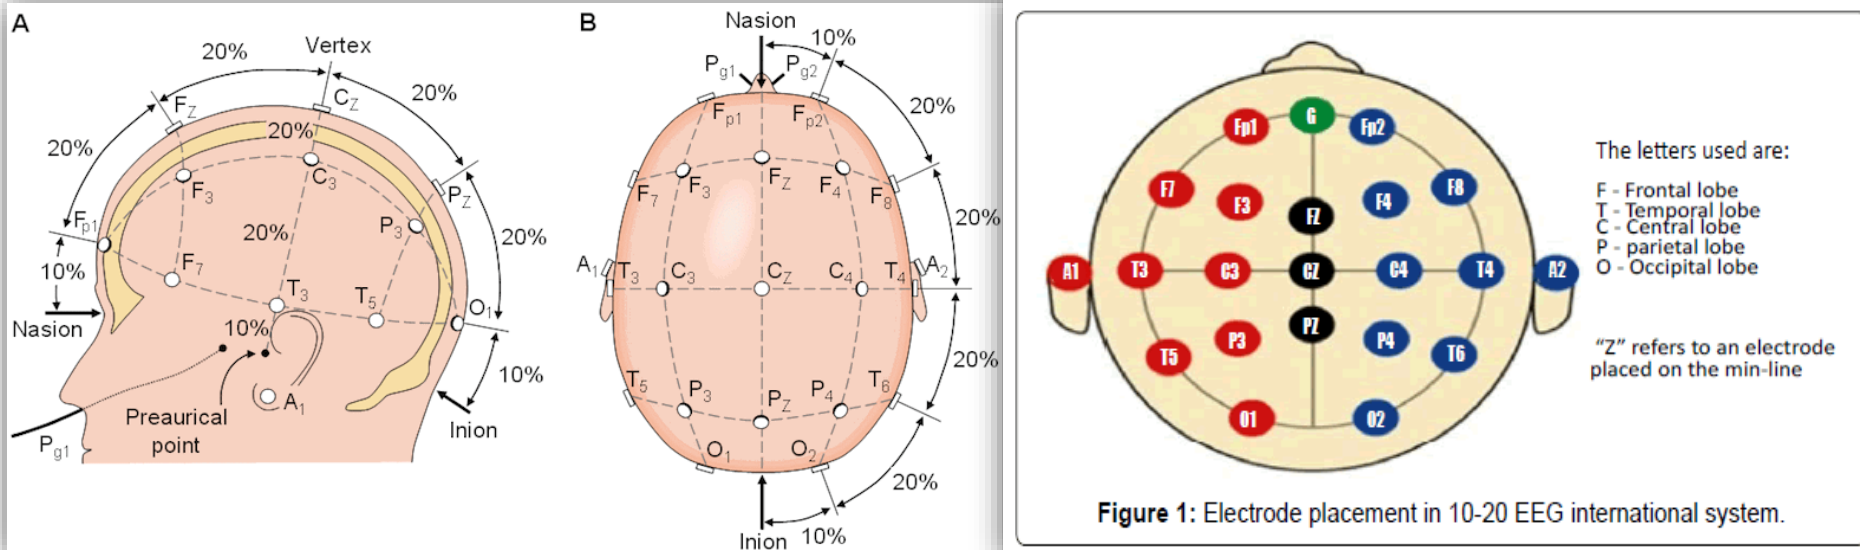 A
20%
Vertex
FZ
CZ
20%
20%
20%
F3
C3
PZ
Fp1
20%
P3
20%
10%
F7
T3
T5
O1
Nasion
10%
10%
A1
Preaurical
point
Inion
Pg1
B
Nasion
10%
Pg1
Pg2
20%
Fp1
Fp2
F7
F3
FZ
F4
F8
20%
A1
T3
C3
CZ
C4
T4
A2
20%
T5
P3
PZ
P4
T6
O1
O2
20%
Inion
10%
Fp1
G
Fp2
F7
F3
FZ
F4
F8
A1
T3
C3
CZ
C4
T4
A2
T5
P3
PZ
P4
T6
O1
O2
The letters used are:
F - Frontal lobe
T - Temporal lobe
C - Central lobe
P - parietal lobe
O - Occipital lobe
“Z” refers to an electrode
placed on the min-line
Figure 1: Electrode placement in 10-20 EEG international system.